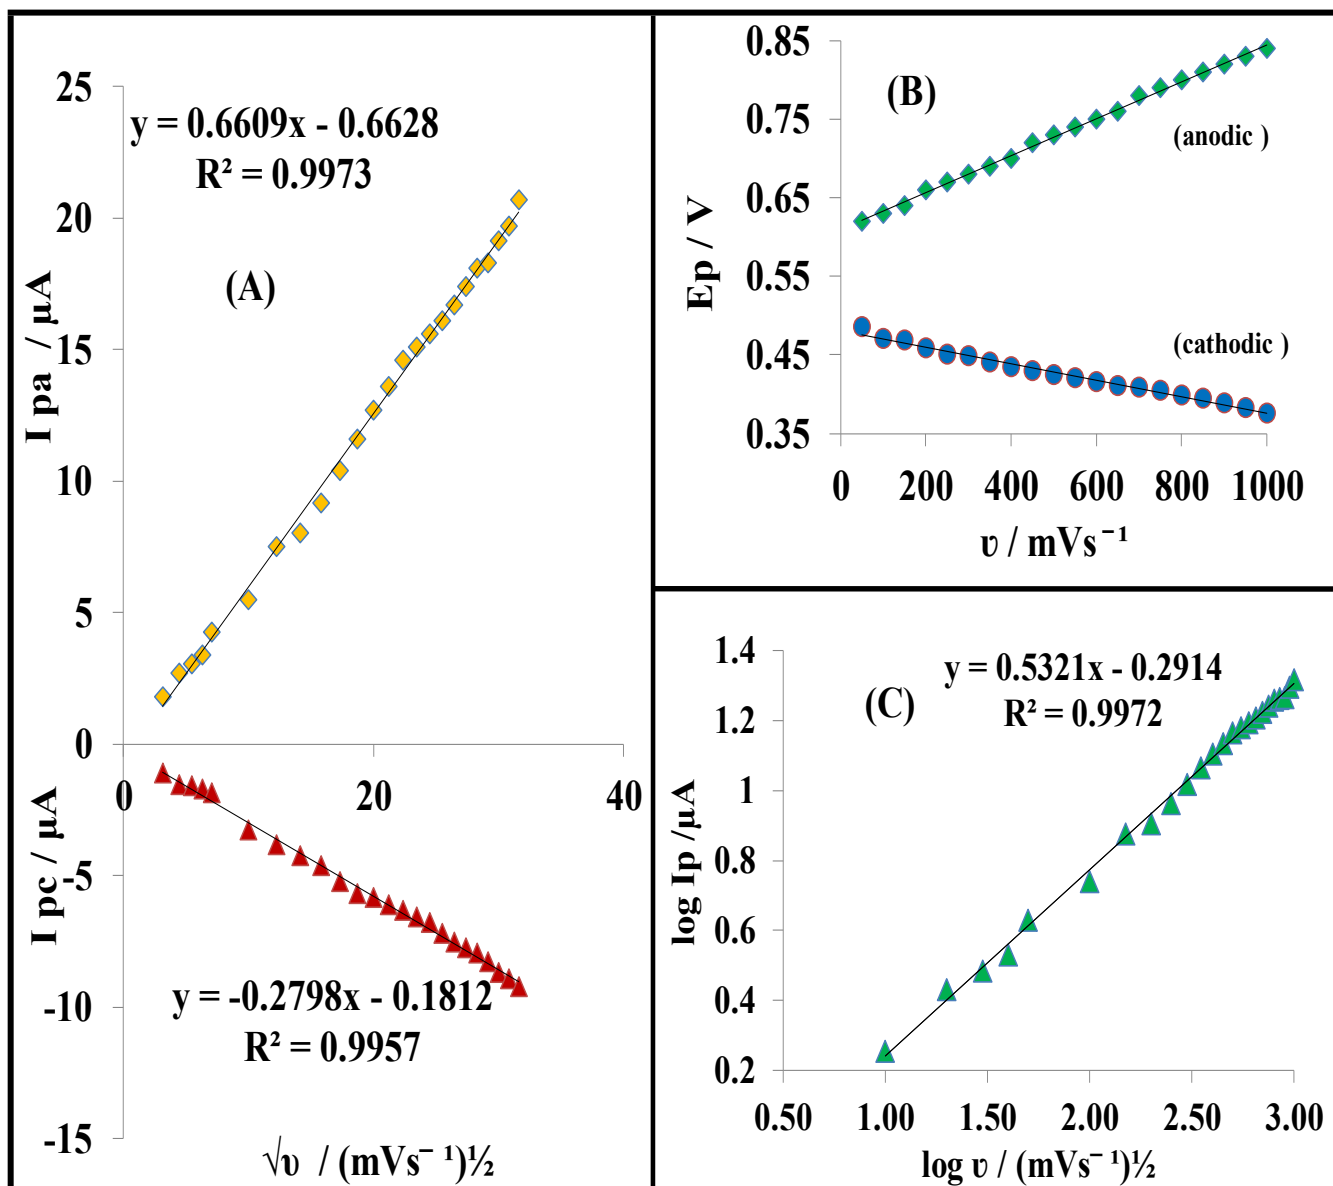 25
y = 0.6609x - 0.6628
R² = 0.9973
20
(A)
I pa / µA
15
10
5
0
0
20
40
I pc / µA
-5
y = -0.2798x - 0.1812
-10
R² = 0.9957
-15
√υ / (mVs⁻ ¹)½
0.85
(B)
0.75
(anodic )
0.65
Ep / V
0.55
(cathodic )
0.45
0.35
0 200 400 600 800 1000
υ / mVs⁻¹
1.4
y = 0.5321x - 0.2914
1.2
(C)
R² = 0.9972
1
log Ip /µA
0.8
0.6
0.4
0.2
0.50 1.00 1.50 2.00 2.50 3.00
log υ / (mVs⁻ ¹)½